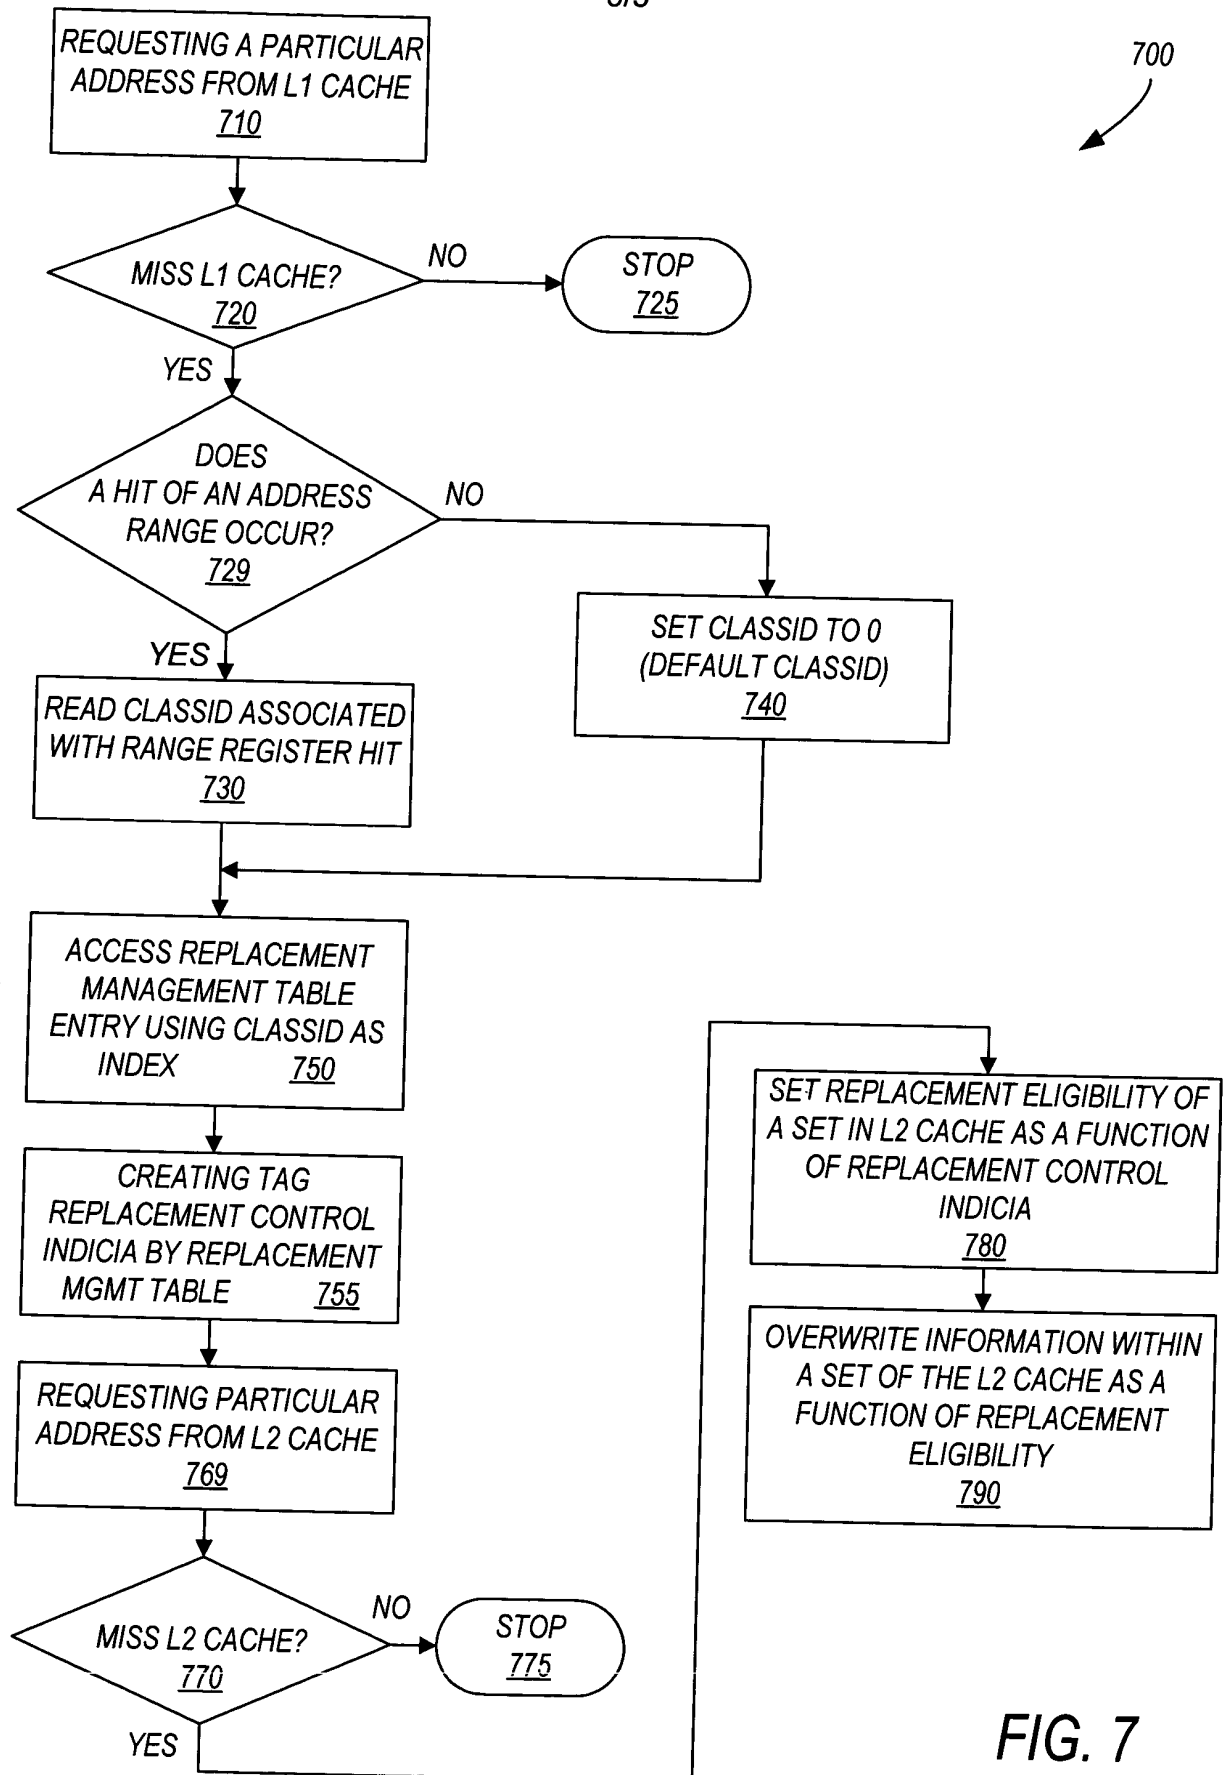 700
REQUESTING A PARTICULAR
ADDRESS FROM L1 CACHE
710
MISS L1 CACHE?
720
NO
STOP
725
YES
DOES
A HIT OF AN ADDRESS
RANGE OCCUR?
729
NO
SET CLASSID TO 0
(DEFAULT CLASSID)
740
YES
READ CLASSID ASSOCIATED
WITH RANGE REGISTER HIT
730
ACCESS REPLACEMENT
MANAGEMENT TABLE
ENTRY USING CLASSID AS
INDEX 750
CREATING TAG
REPLACEMENT CONTROL
INDICIA BY REPLACEMENT
MGMT TABLE 755
REQUESTING PARTICULAR
ADDRESS FROM L2 CACHE
769
MISS L2 CACHE?
770
NO
STOP
775
YES
SET REPLACEMENT ELIGIBILITY OF
A SET IN L2 CACHE AS A FUNCTION
OF REPLACEMENT CONTROL
INDICIA
780
OVERWRITE INFORMATION WITHIN
A SET OF THE L2 CACHE AS A
FUNCTION OF REPLACEMENT
ELIGIBILITY
790
FIG. 7